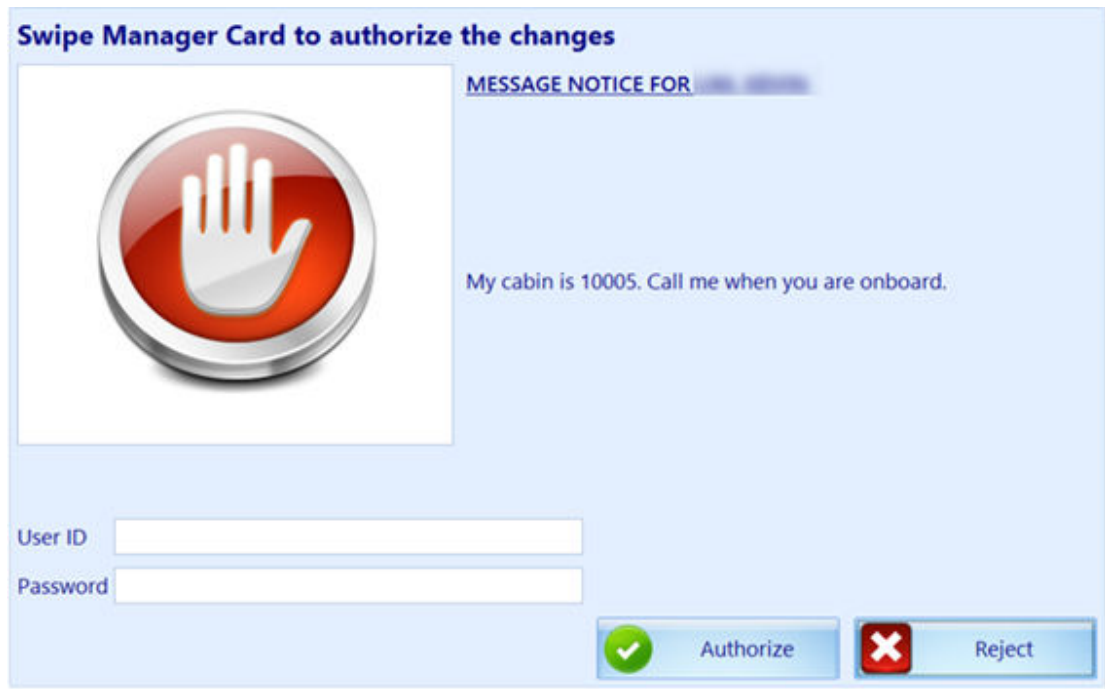 Swipe Manager Card to authorize the changes
MESSAGE NOTICE FOR
My cabin is 10005. Call me when you are onboard.
User ID
Password
Authorize
Reject